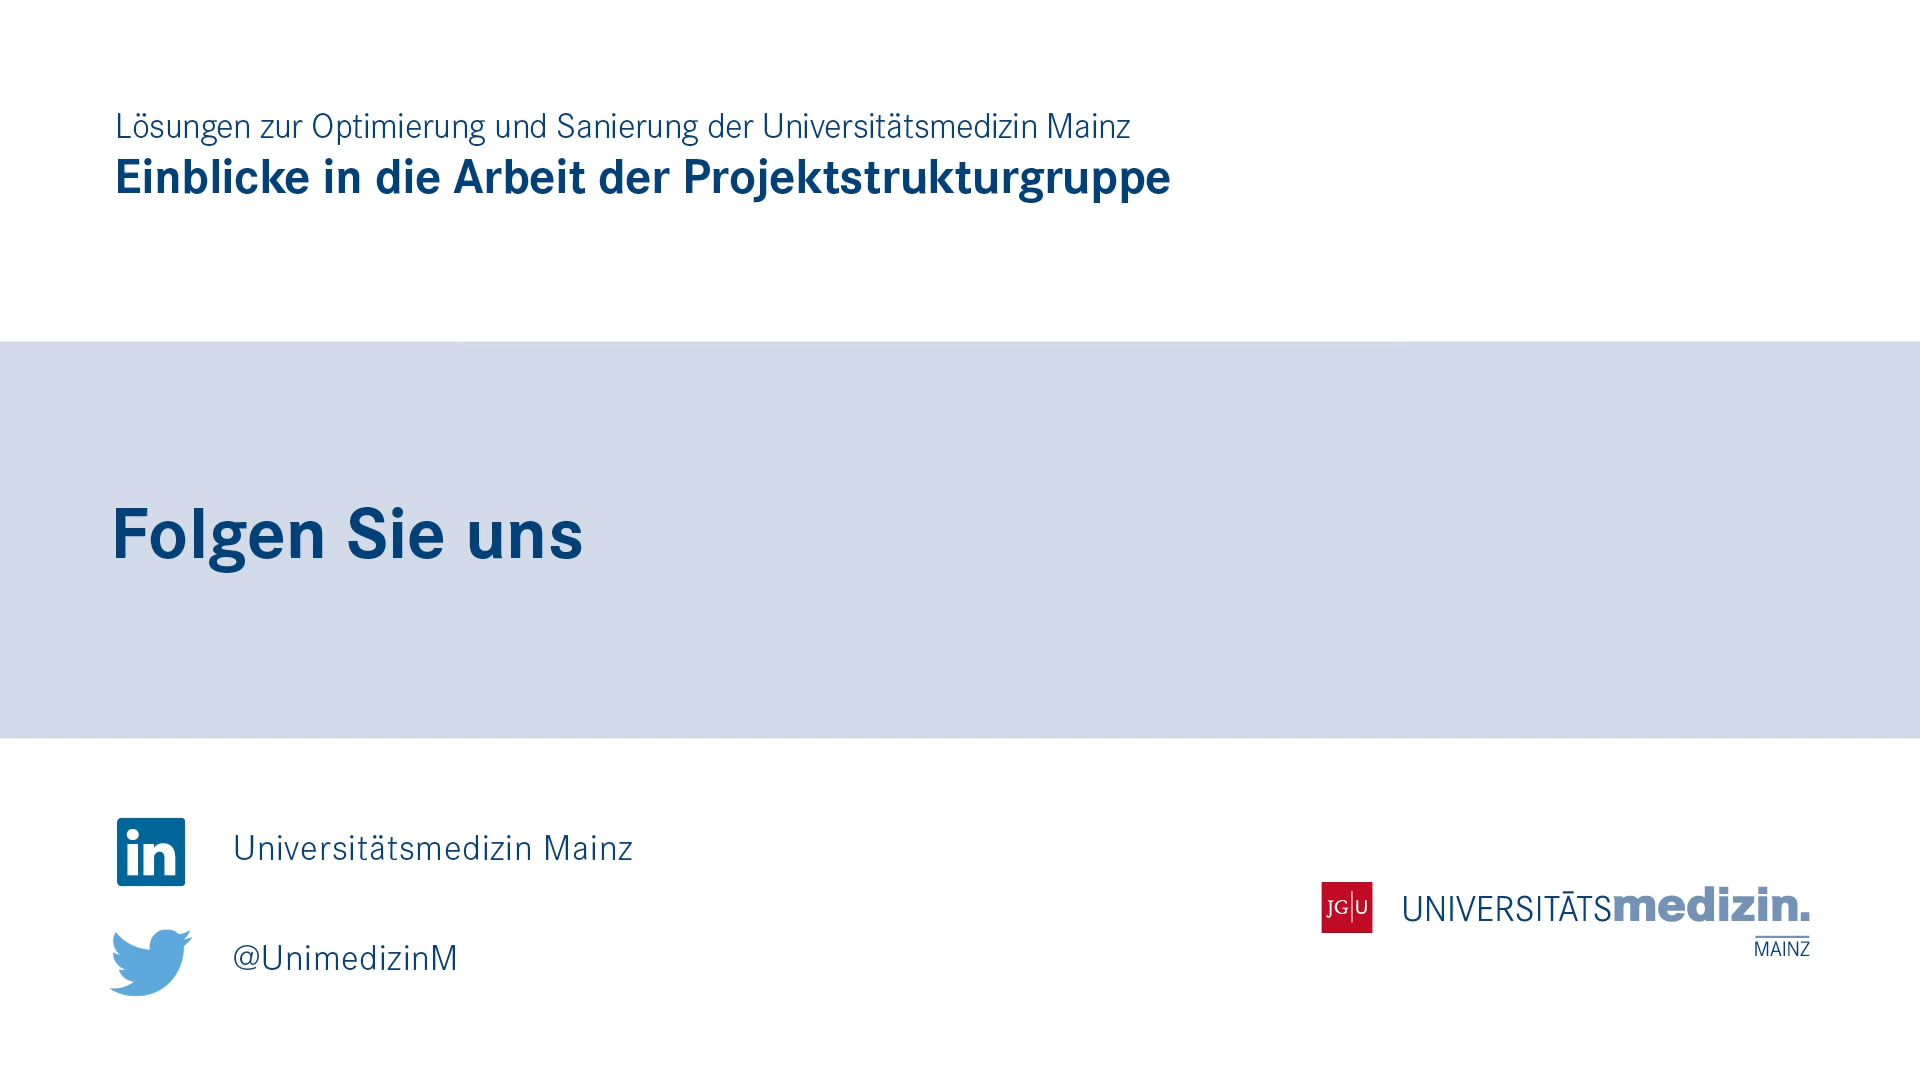 Lösungen zur Optimierung und Sanierung der Universitätsmedizin Mainz
Einblicke in die Arbeit der Projektstrukturgruppe
Folgen Sie uns
in Universitätsmedizin Mainz
@UnimedizinM
JG|U UNIVERSITÄTSmedizin.
MAINZ